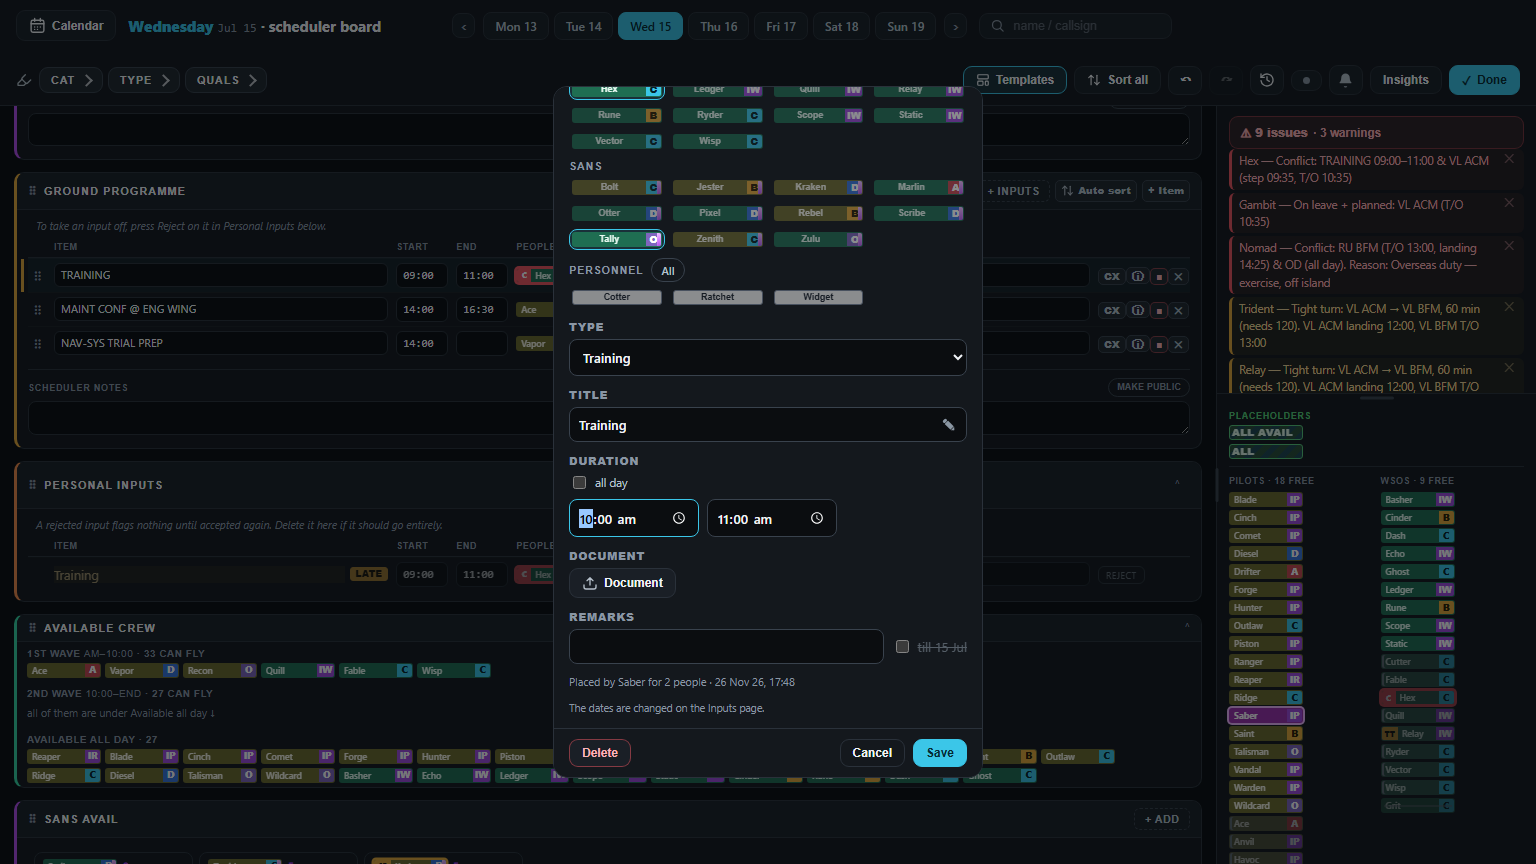 Calendar
Wednesday Jul 15 · scheduler board
‹ Mon 13 Tue 14 Wed 15 Thu 16 Fri 17 Sat 18 Sun 19 › name / callsign
CAT TYPE QUALS
Templates Sort all Insights ✓ Done
GROUND PROGRAMME
+ INPUTS Auto sort + Item
To take an input off, press Reject on it in Personal Inputs below.
ITEM START END PEOPLE
TRAINING 09:00 11:00 C Hex CX
MAINT CONF @ ENG WING 14:00 16:30 Ace CX
NAV-SYS TRIAL PREP 14:00 Vapor CX
SCHEDULER NOTES MAKE PUBLIC
PERSONAL INPUTS
A rejected input flags nothing until accepted again. Delete it here if it should go entirely.
ITEM START END PEOPLE
Training LATE 09:00 11:00 C Hex REJECT
AVAILABLE CREW
1ST WAVE AM–10:00 · 33 CAN FLY
Ace A Vapor D Recon O Quill IW Fable C Wisp C
2ND WAVE 10:00–END · 27 CAN FLY
all of them are under Available all day ↓
AVAILABLE ALL DAY · 27
Reaper IR Blade IP Cinch IP Comet IP Forge IP Hunter IP Piston B Outlaw C
Ridge C Diesel D Talisman O Wildcard O Basher IW Echo IW Ledger Ghost C
SANS AVAIL
+ ADD
Hex C Ledger IW Quill IW Relay IW
Rune B Ryder C Scope IW Static IW
Vector C Wisp C
SANS
Bolt C Jester B Kraken D Marlin A
Otter D Pixel D Rebel B Scribe D
Tally O Zenith C Zulu O
PERSONNEL All
Cotter Ratchet Widget
TYPE
Training
TITLE
Training
DURATION
all day
10:00 am 11:00 am
DOCUMENT
Document
REMARKS
till 15 Jul
Placed by Saber for 2 people · 26 Nov 26, 17:48
The dates are changed on the Inputs page.
Delete Cancel Save
9 issues · 3 warnings
Hex — Conflict: TRAINING 09:00–11:00 & VL ACM
(step 09:35, T/O 10:35)
Gambit — On leave + planned: VL ACM (T/O
10:35)
Nomad — Conflict: RU BFM (T/O 13:00, landing
14:25) & OD (all day). Reason: Overseas duty —
exercise, off island
Trident — Tight turn: VL ACM → VL BFM, 60 min
(needs 120). VL ACM landing 12:00, VL BFM T/O
13:00
Relay — Tight turn: VL ACM → VL BFM, 60 min
(needs 120). VL ACM landing 12:00, VL BFM T/O
PLACEHOLDERS
ALL AVAIL
ALL
PILOTS · 18 FREE
Blade IP
Cinch IP
Comet IP
Diesel D
Drifter A
Forge IP
Hunter IP
Outlaw C
Piston IP
Ranger IP
Reaper IR
Ridge C
Saber IP
Saint B
Talisman O
Vandal IP
Warden IP
Wildcard O
Ace A
Anvil IP
Havoc IP
WSOS · 9 FREE
Basher IW
Cinder B
Dash C
Echo IW
Ghost C
Ledger IW
Rune B
Scope IW
Static IW
Cutter C
Fable C
C Hex C
Quill IW
TT Relay IW
Ryder C
Vector C
Wisp C
Grit C